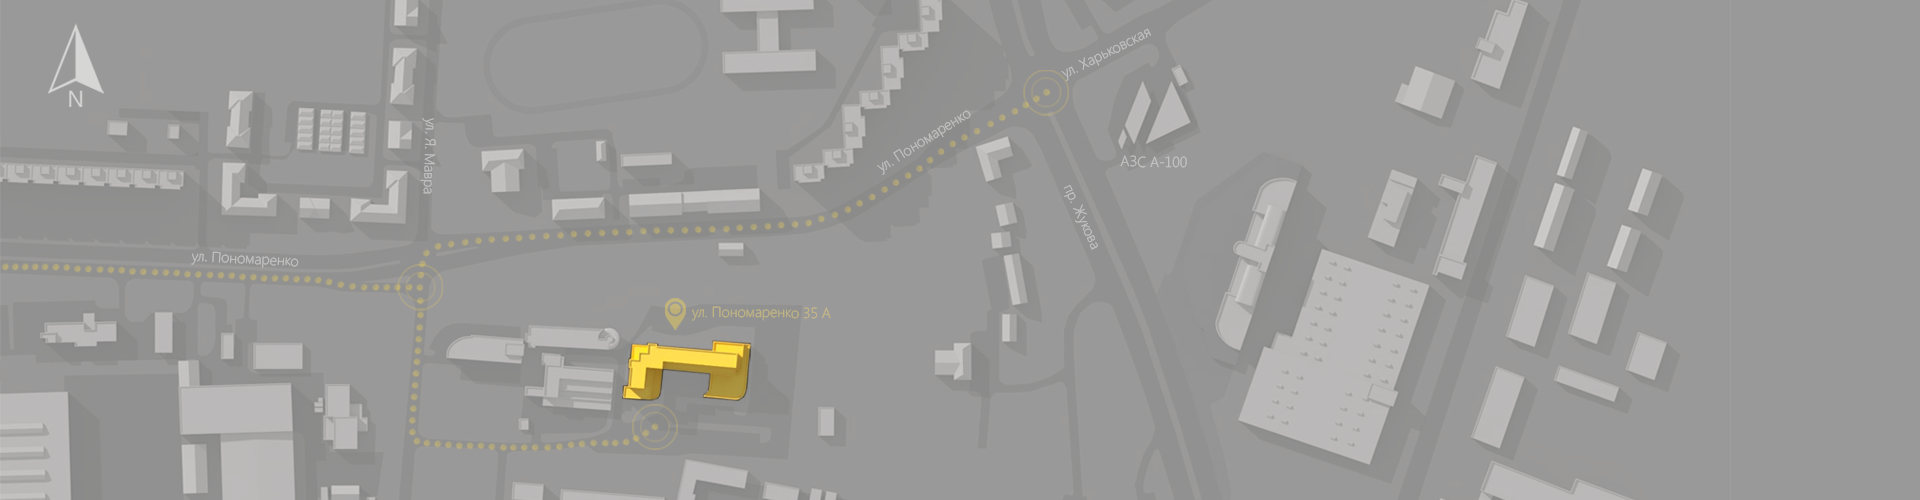 N
ул. Харьковская
ул. Пономаренко
ул. Я. Мавра
АЗС А-100
пр. Жукова
ул. Пономаренко
ул. Пономаренко 35 А